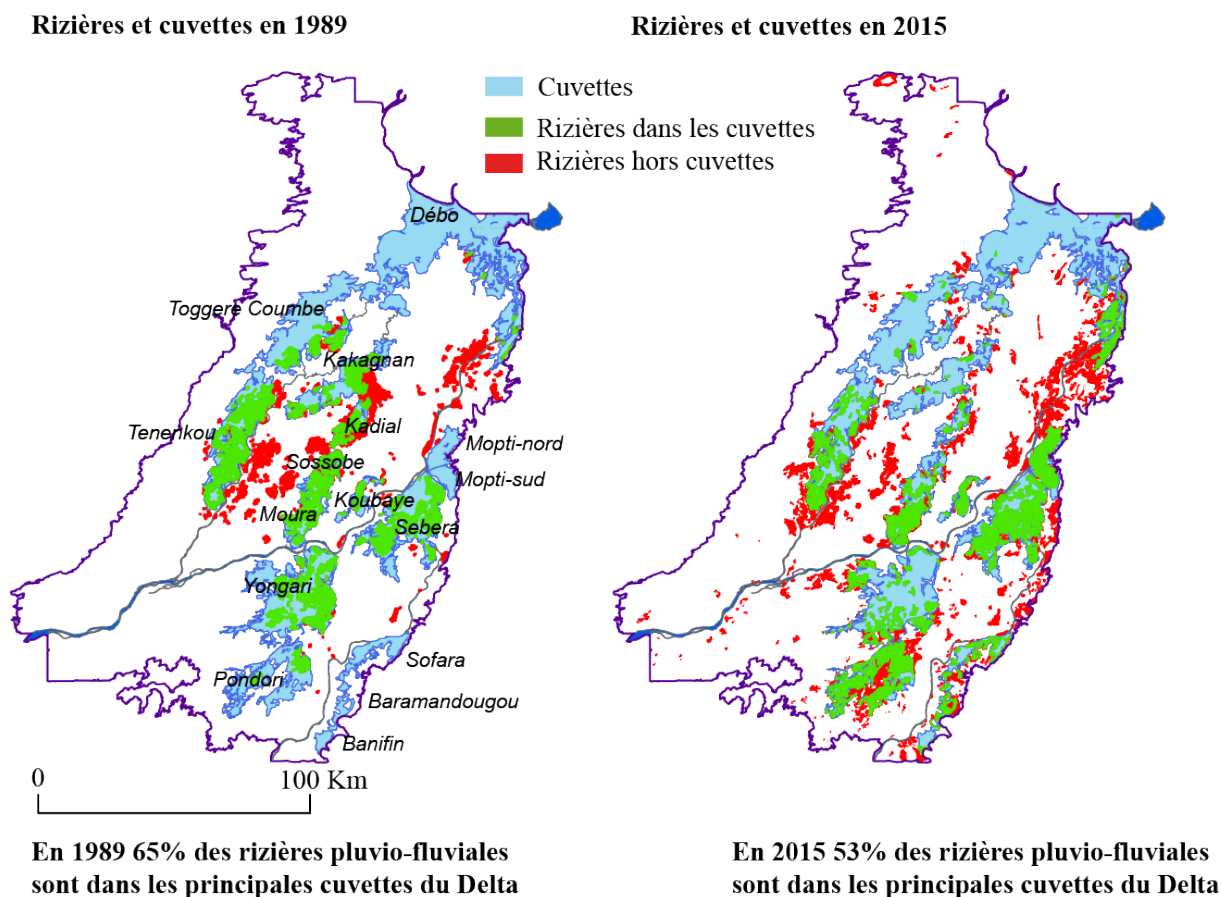 Rizières et cuvettes en 1989
Rizières et cuvettes en 2015
Cuvettes
Rizières dans les cuvettes
Rizières hors cuvettes
Débo
Toggere Coumbe
Kakagnan
Tenenkou
Kadial
Mopti-nord
Sossobe
Mopti-sud
Koubaye
Moura
Sebera
Yongari
Sofara
Pondori
Baramandougou
Banifin
0
100 Km
En 1989 65% des rizières pluvio-fluviales
sont dans les principales cuvettes du Delta
En 2015 53% des rizières pluvio-fluviales
sont dans les principales cuvettes du Delta